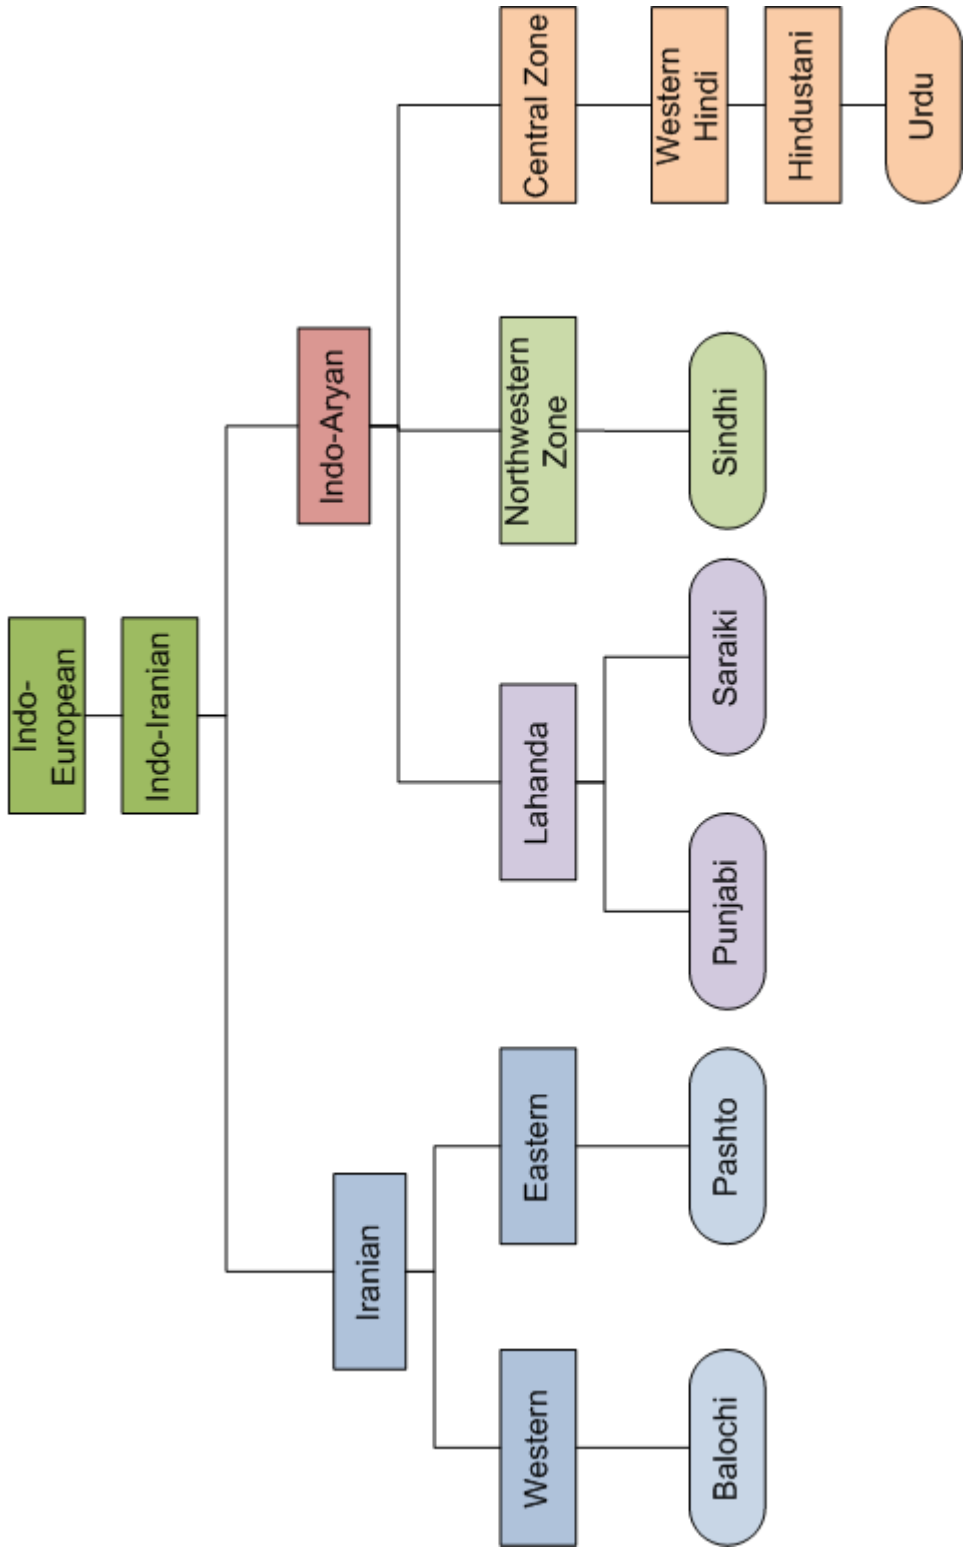 Indo-
European
Indo-Iranian
Iranian
Indo-Aryan
Western
Eastern
Lahanda
Northwestern
Zone
Central Zone
Western
Hindi
Hindustani
Balochi
Pashto
Punjabi
Saraiki
Sindhi
Urdu